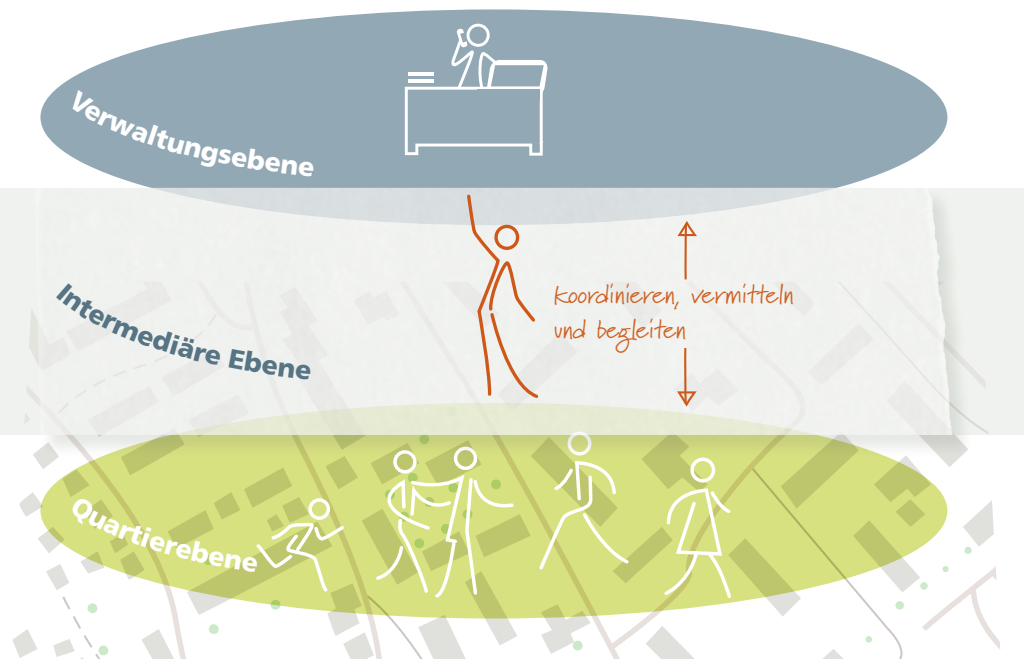 Verwaltungsebene
Intermediäre Ebene
koordinieren, vermitteln
und begleiten
Quartierebene